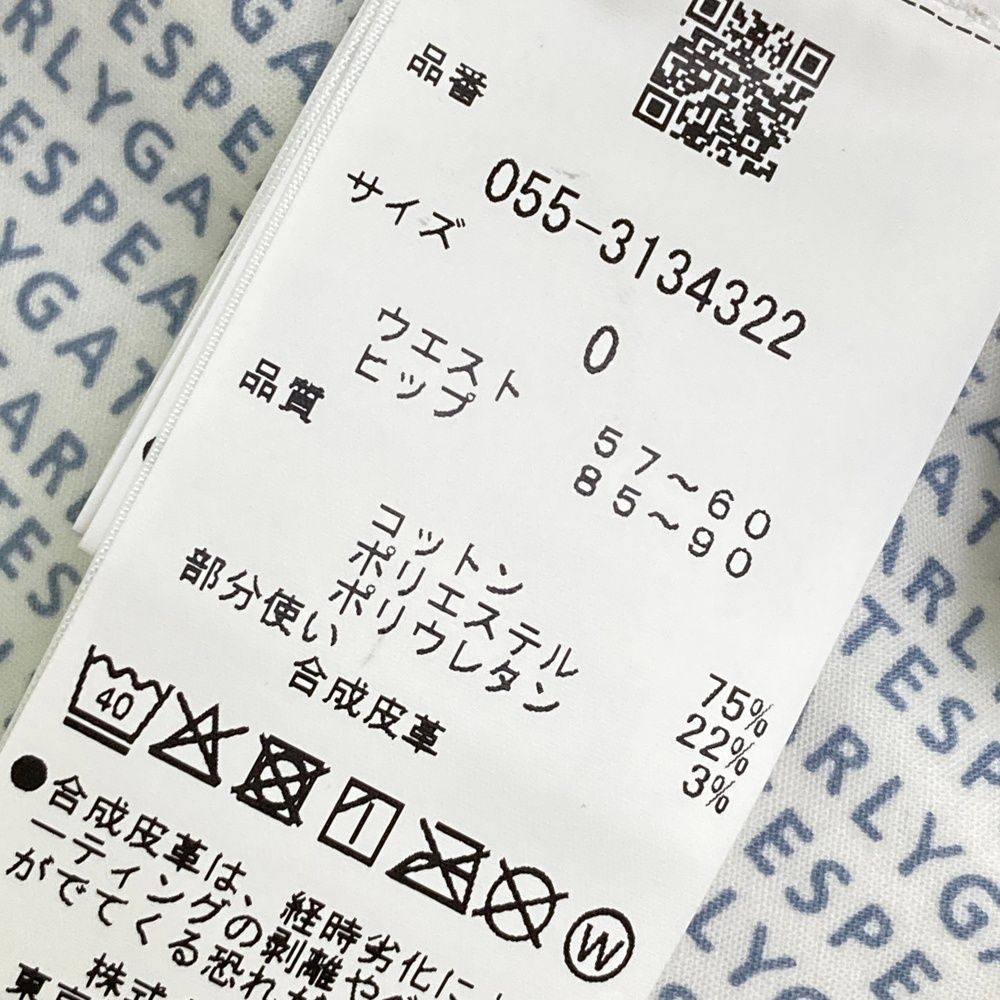 品番
055-3134322
サイズ
0
ウエスト 57～60
ヒップ 85～90
品質
コットン 75%
ポリエステル 22%
ポリウレタン 3%
部分使い
合成皮革
40
W
●合成皮革は、経時劣化に
ーティングの剥離や
がでてくる恐れが
株式
東京
PEARLYGATES